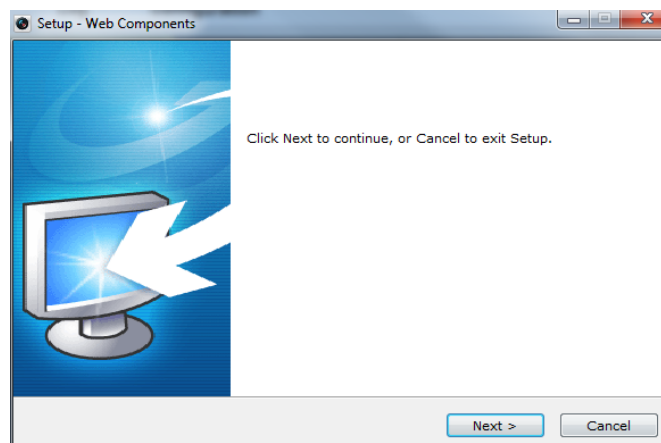 Setup - Web Components
Click Next to continue, or Cancel to exit Setup.
Next >
Cancel